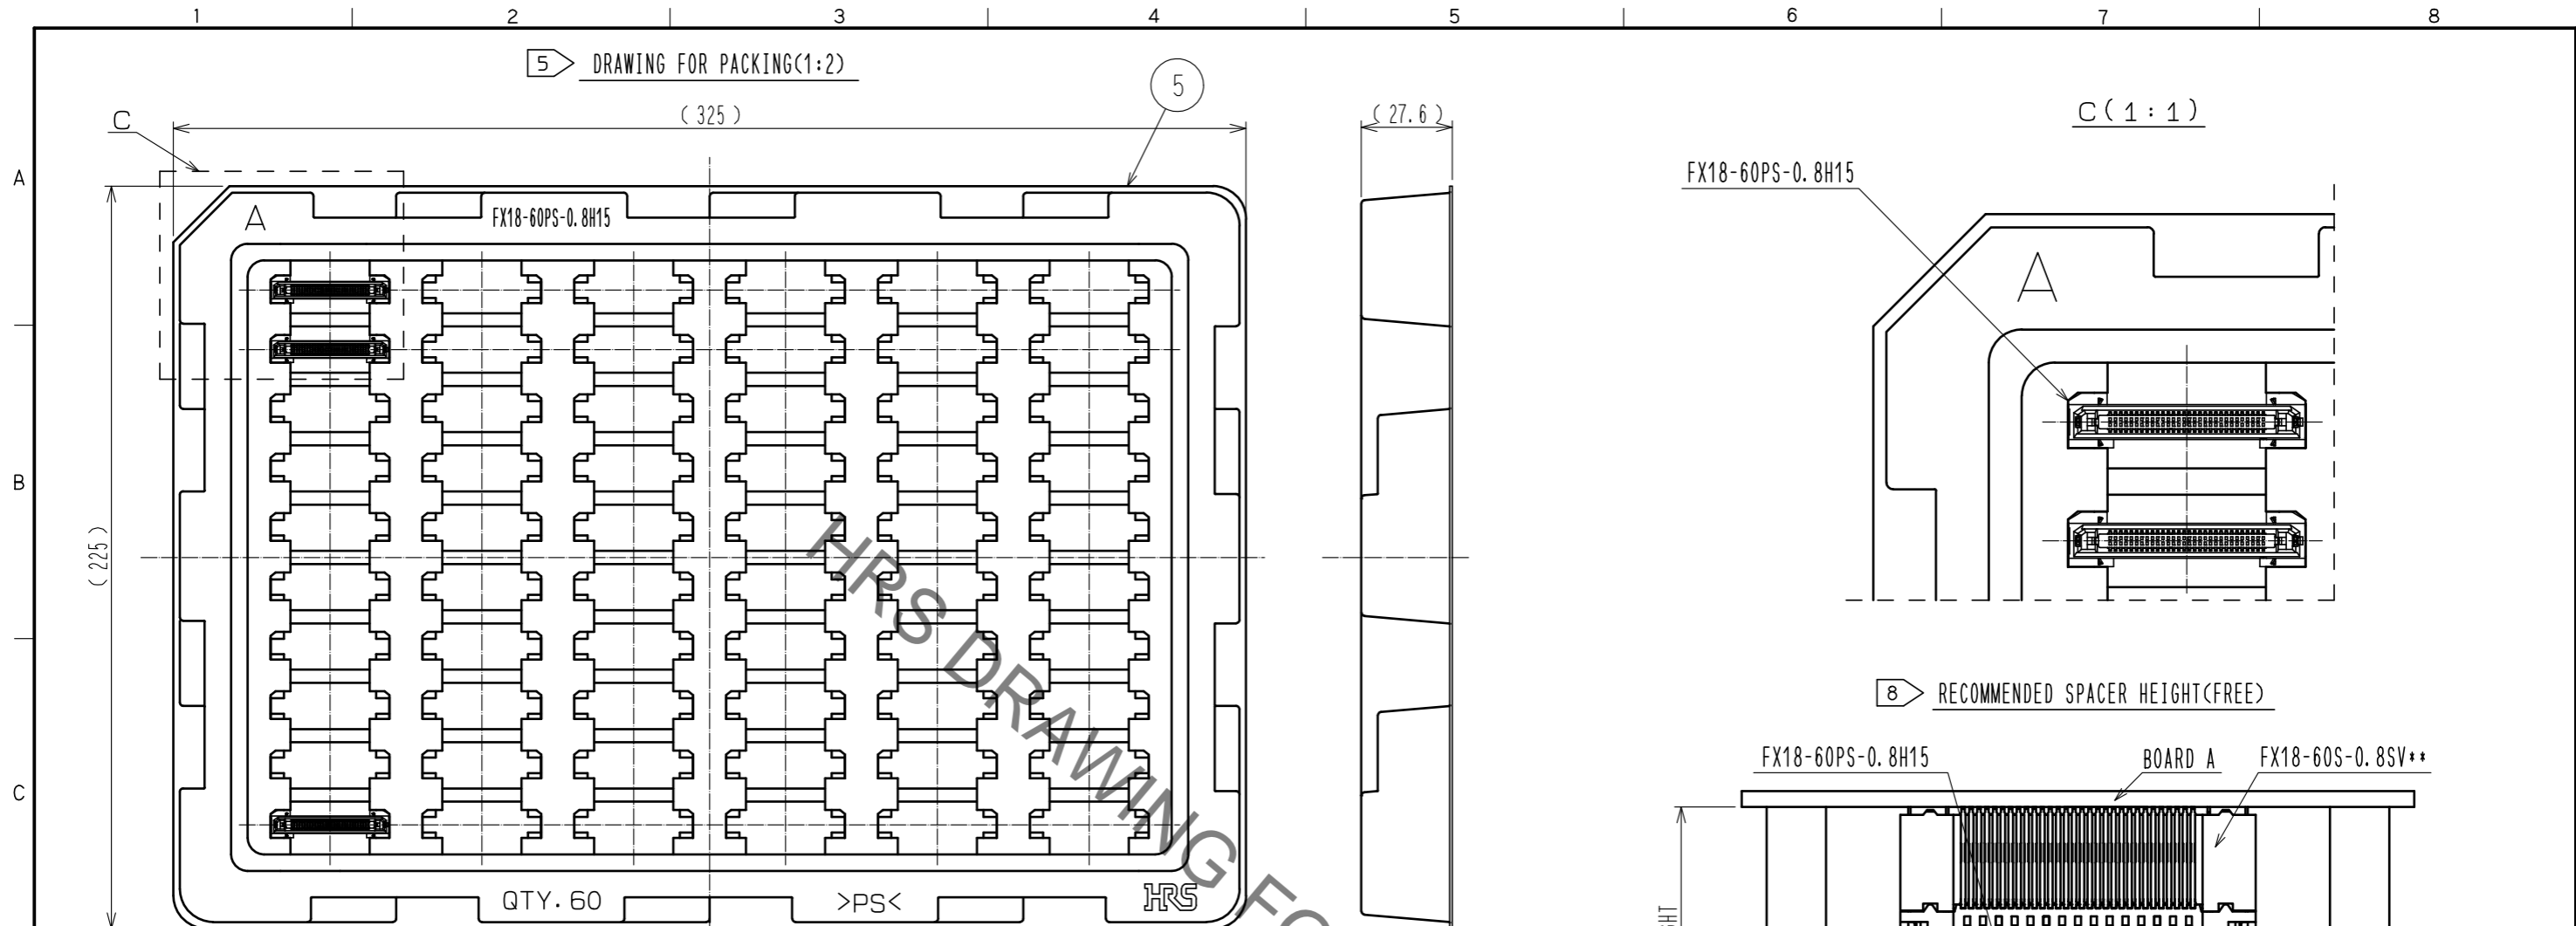 1 2 3 4 5 6 7 8
5 DRAWING FOR PACKING(1:2)
5
C
( 325 )
( 27.6 )
C(1:1)
A
FX18-60PS-0.8H15
A
FX18-60PS-0.8H15
A
B
( 225 )
8 RECOMMENDED SPACER HEIGHT(FREE)
FX18-60PS-0.8H15
BOARD A
FX18-60S-0.8SV**
C
QTY.60
>PS<
HRS
HRS DRAWING